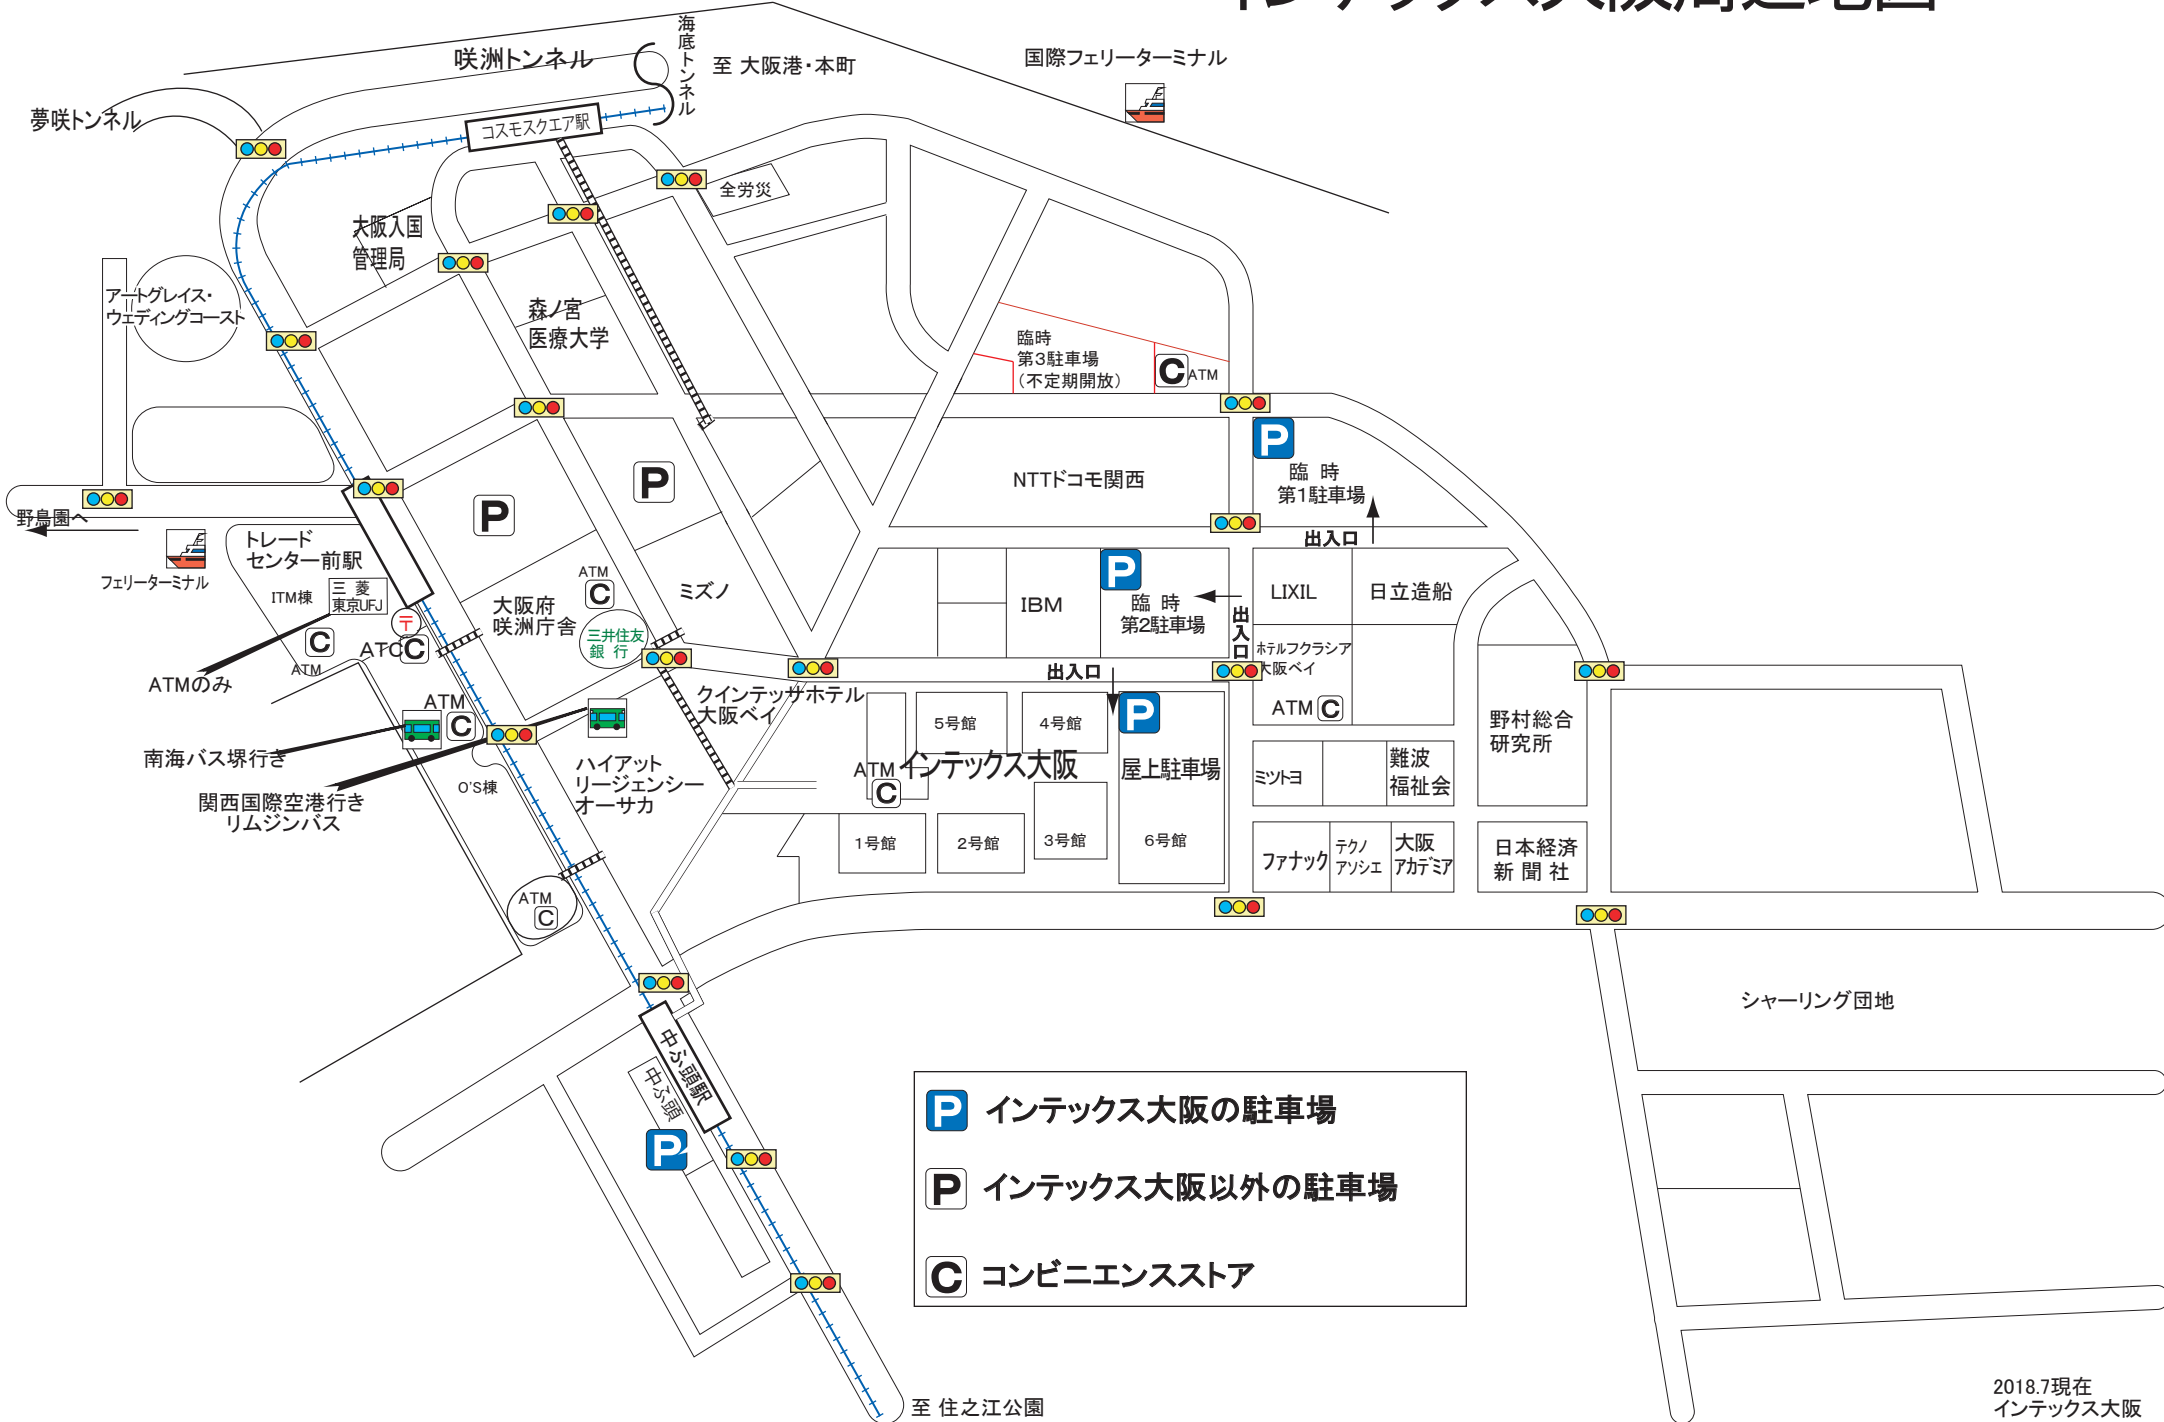 インテックス大阪周辺地図
咲洲トンネル
海底トンネル
至 大阪港・本町
国際フェリーターミナル
夢咲トンネル
コスモスクエア駅
全労災
大阪入国
管理局
アートグレイス・
ウェディングコースト
森ノ宮
医療大学
臨時
第3駐車場
(不定期開放)
C
ATM
P
臨 時
第1駐車場
NTTドコモ関西
P
P
野鳥園へ
出入口
トレード
センター前駅
フェリーターミナル
ITM棟
三 菱
東京UFJ
〒
C
ATM
ATC
C
ATMのみ
大阪府
咲洲庁舎
ATM
C
三井住友
銀 行
ミズノ
IBM
P
臨 時
第2駐車場
出入口
LIXIL
日立造船
ホテルフクラシア
大阪ベイ
ATM
C
出入口
クインテッサホテル
大阪ベイ
5号館
4号館
P
インテックス大阪
屋上駐車場
ATM
C
1号館
2号館
3号館
6号館
野村総合
研究所
ミツトヨ
難波
福祉会
ファナック
テクノ
アソシエ
大阪
アカデミア
日本経済
新 聞 社
ATM
C
南海バス堺行き
関西国際空港行き
リムジンバス
O'S棟
ハイアット
リージェンシー
オーサカ
ATM
C
シャーリング団地
中ふ頭駅
中ふ頭
P
P インテックス大阪の駐車場
P インテックス大阪以外の駐車場
C コンビニエンスストア
至 住之江公園
2018.7現在
インテックス大阪